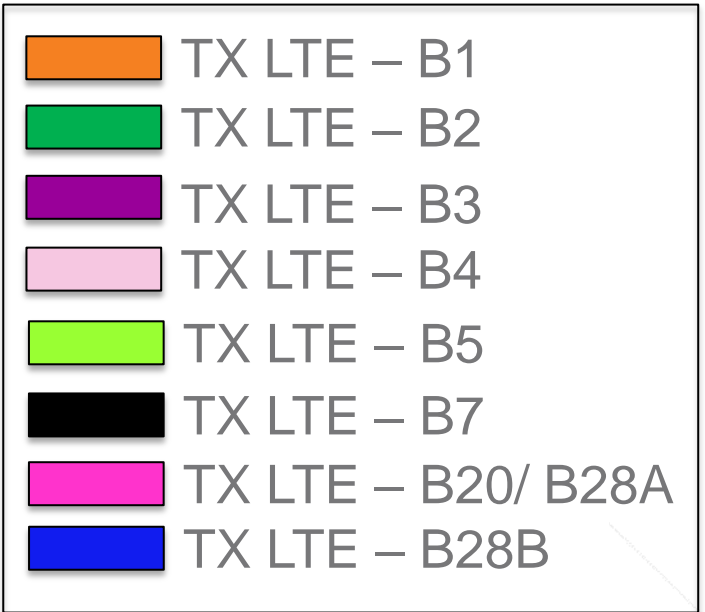 TX LTE – B1
TX LTE – B2
TX LTE – B3
TX LTE – B4
TX LTE – B5
TX LTE – B7
TX LTE – B20/ B28A
TX LTE – B28B